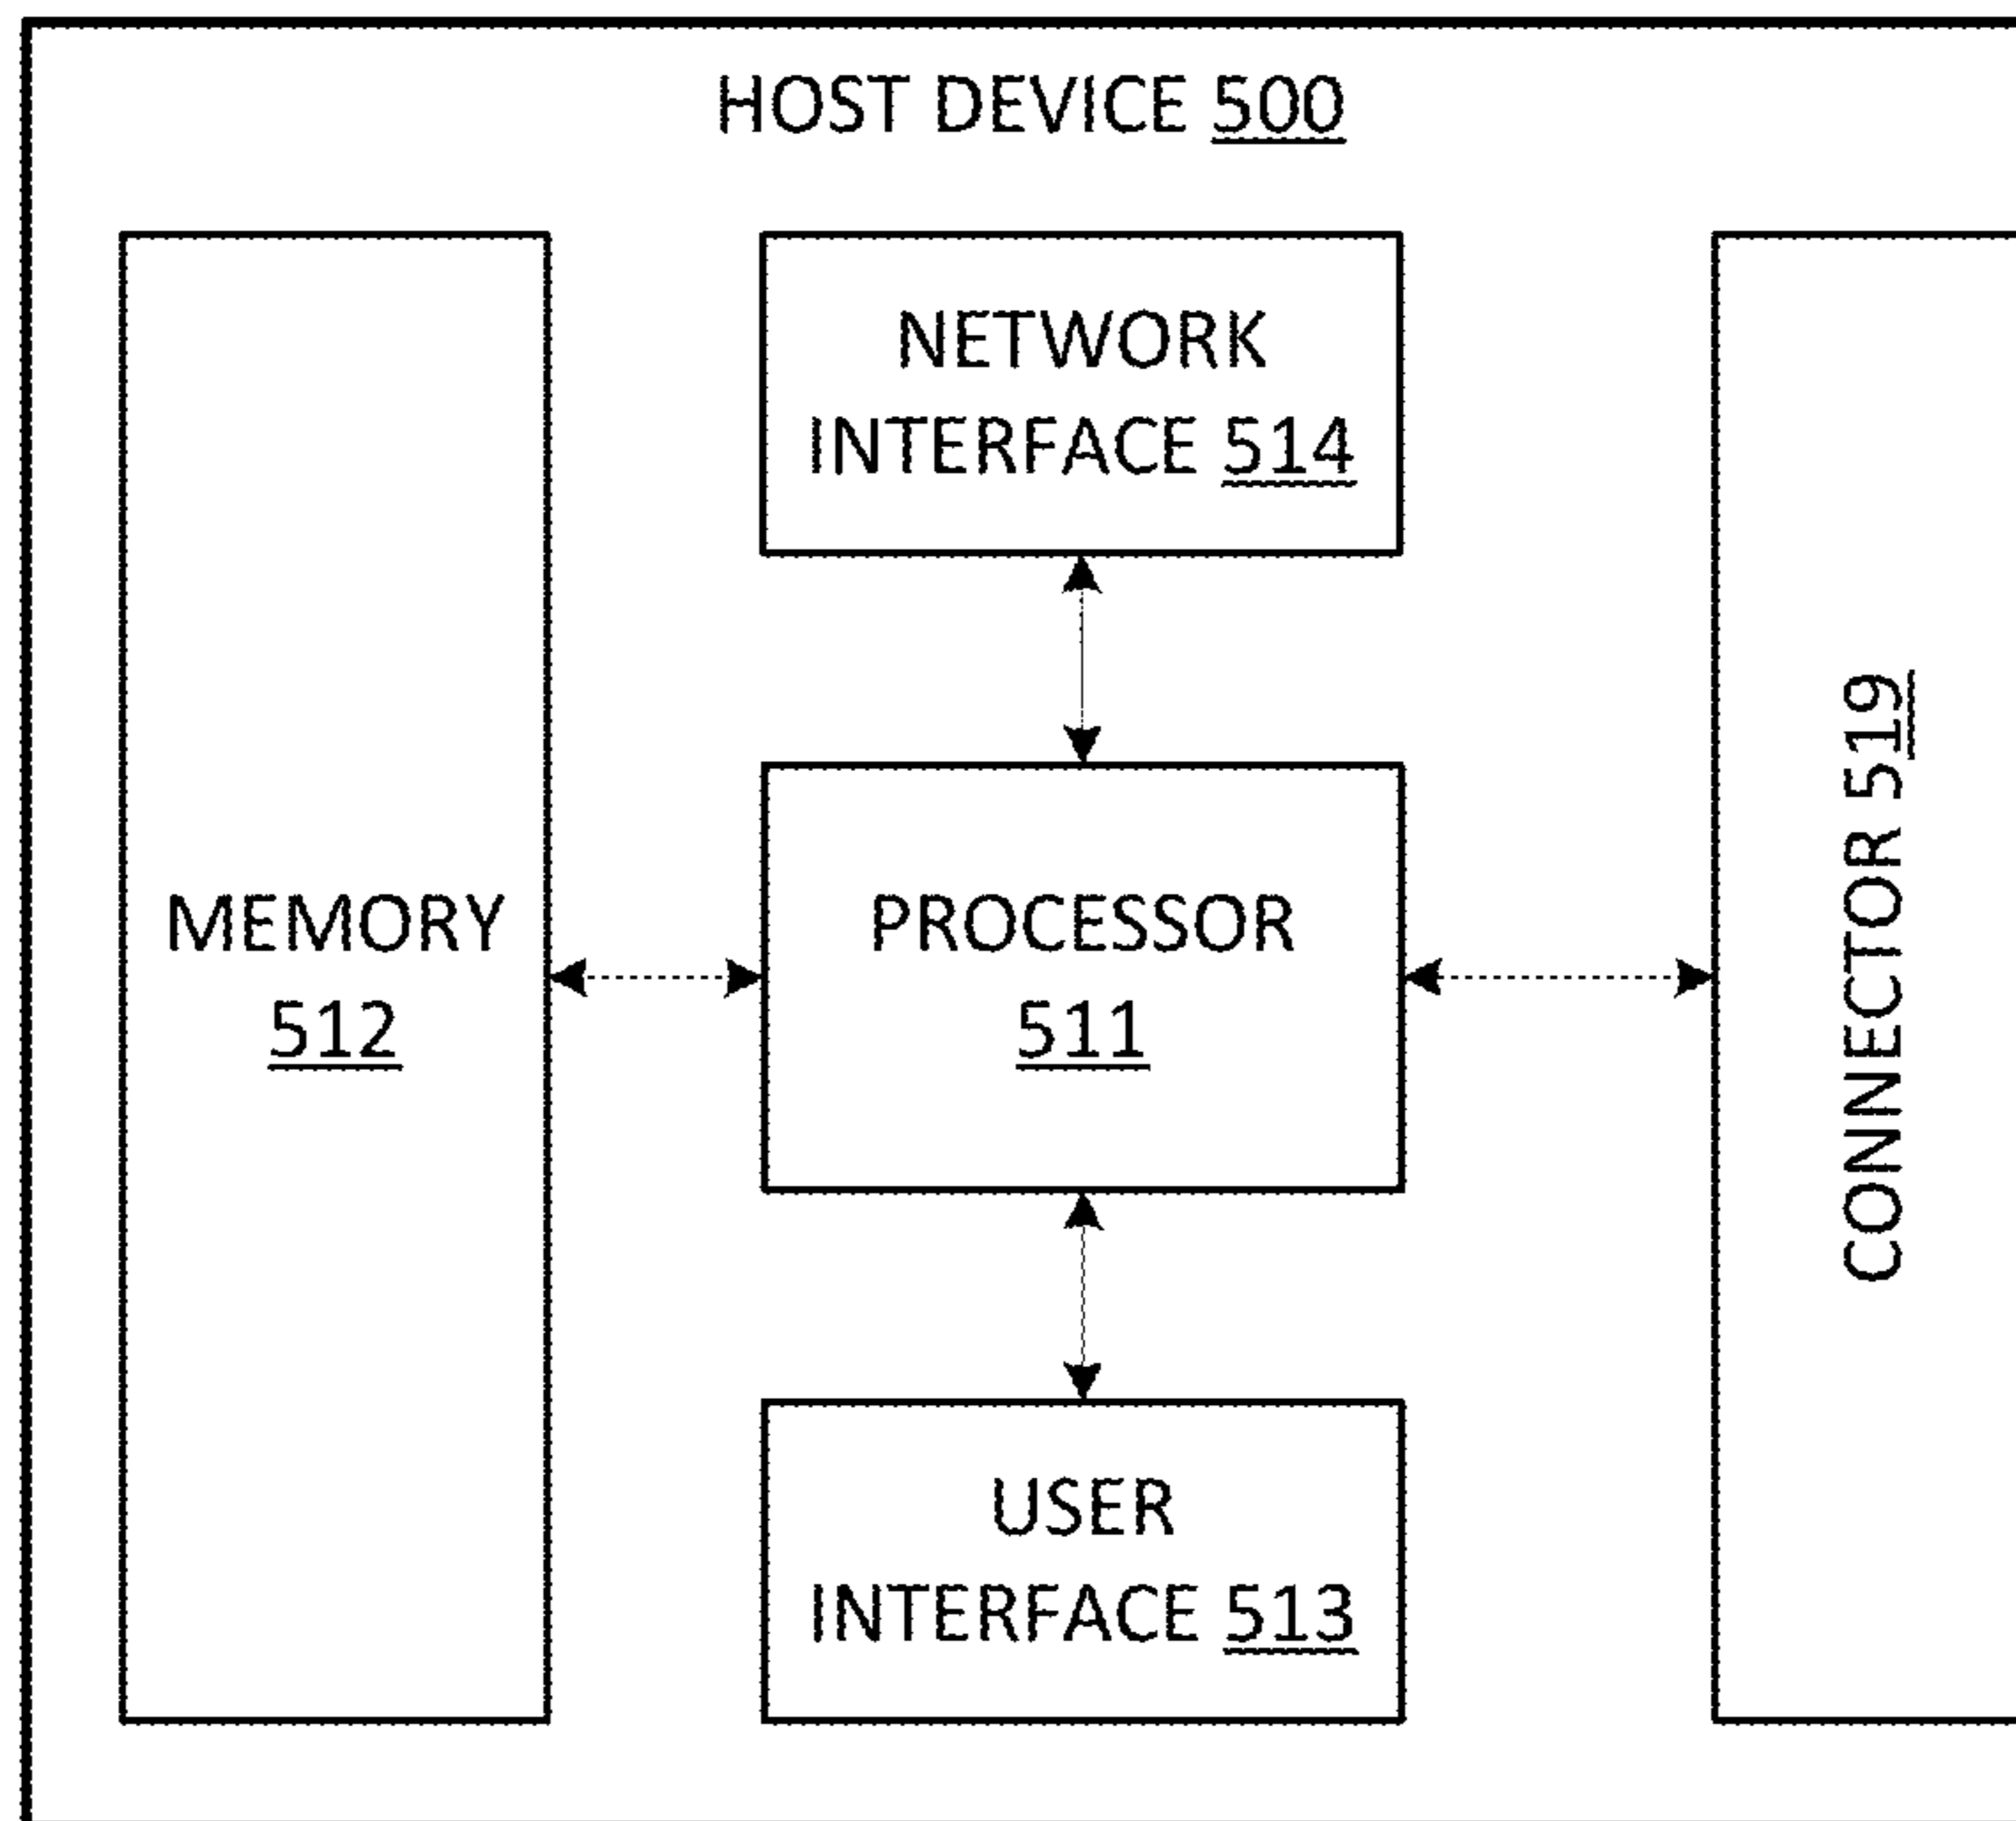 HOST DEVICE 500
NETWORK
INTERFACE 514
MEMORY
512
PROCESSOR
511
CONNECTOR 519
USER
INTERFACE 513